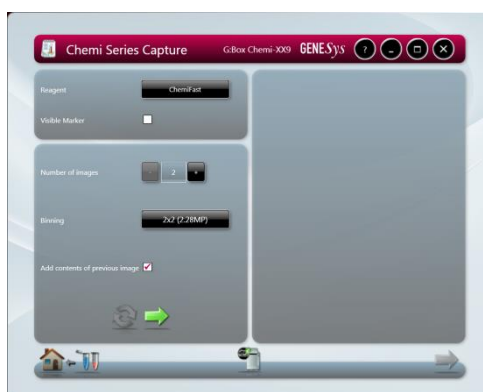 Chemi Series Capture
G:Box Chemi-XX9 GENESys ?
Reagent ChemiFast
Visible Marker
Number of images 2
Binning 2x2 (2.28MP)
Add contents of previous image